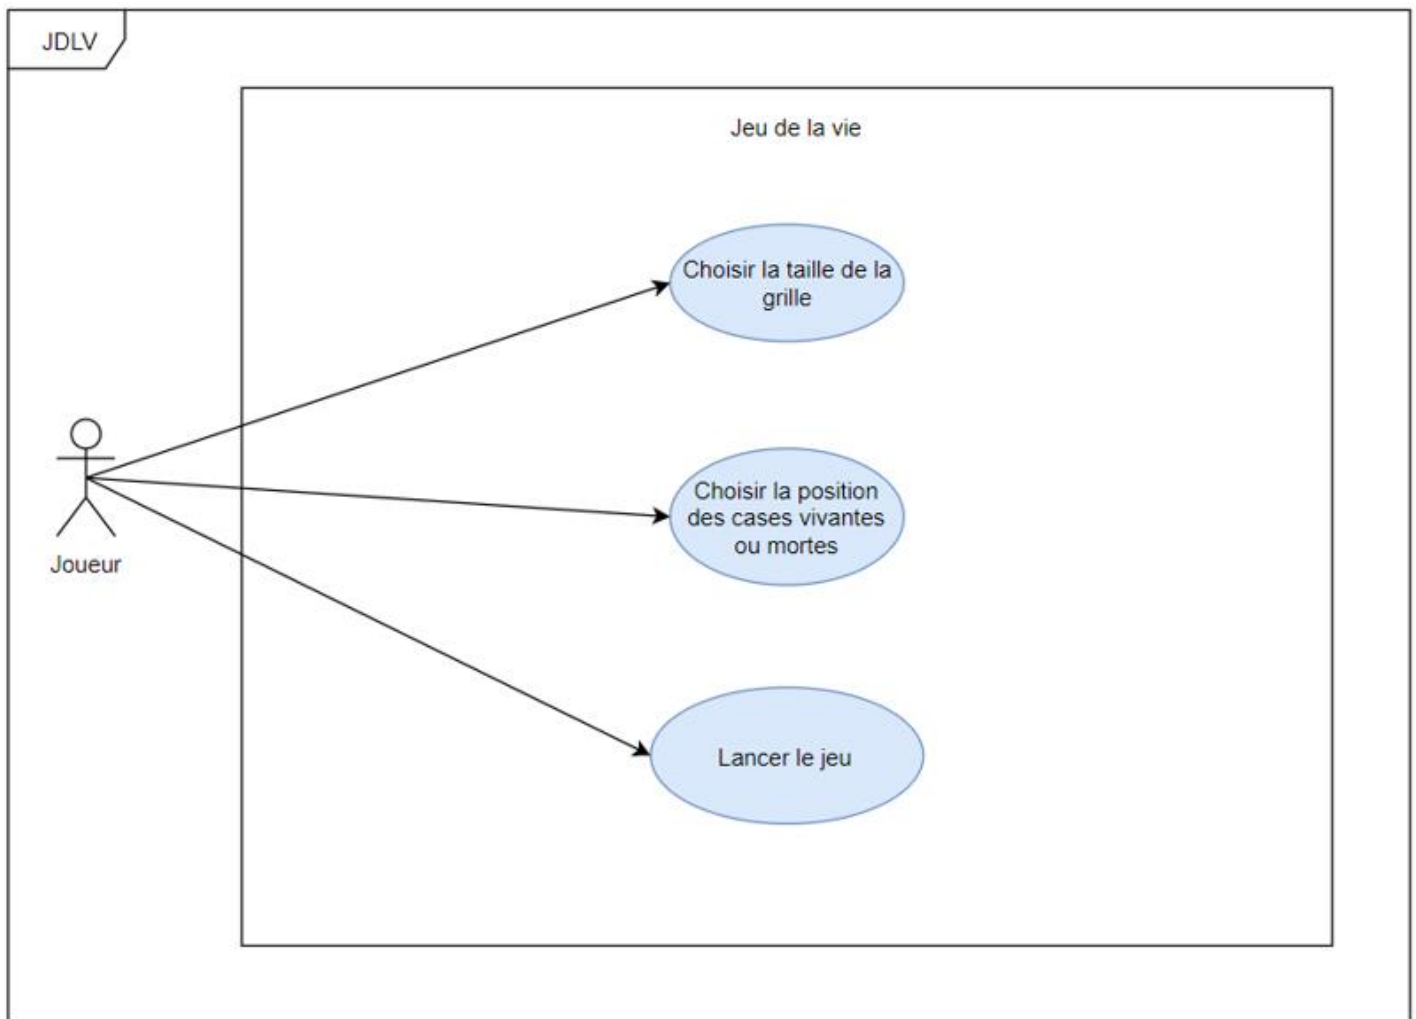 JDLV
Jeu de la vie
Choisir la taille de la
grille
Choisir la position
des cases vivantes
ou mortes
Joueur
Lancer le jeu